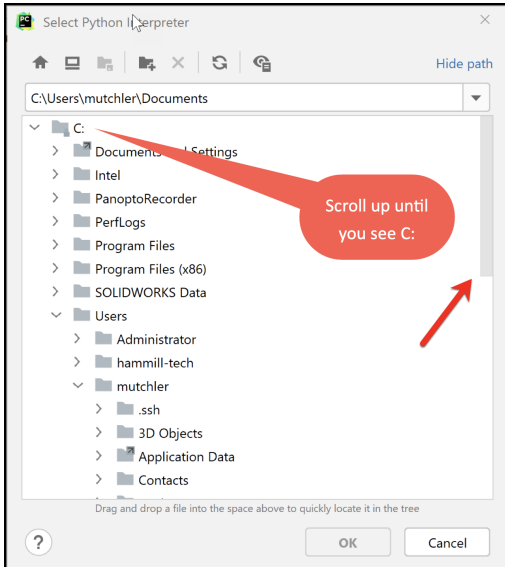 Select Python Interpreter
Hide path
C:\Users\mutchler\Documents
C:
Documents and Settings
Intel
PanoptoRecorder
PerfLogs
Program Files
Program Files (x86)
SOLIDWORKS Data
Users
Administrator
hammill-tech
mutchler
.ssh
3D Objects
Application Data
Contacts
Scroll up until
you see C:
Drag and drop a file into the space above to quickly locate it in the tree
?
OK
Cancel